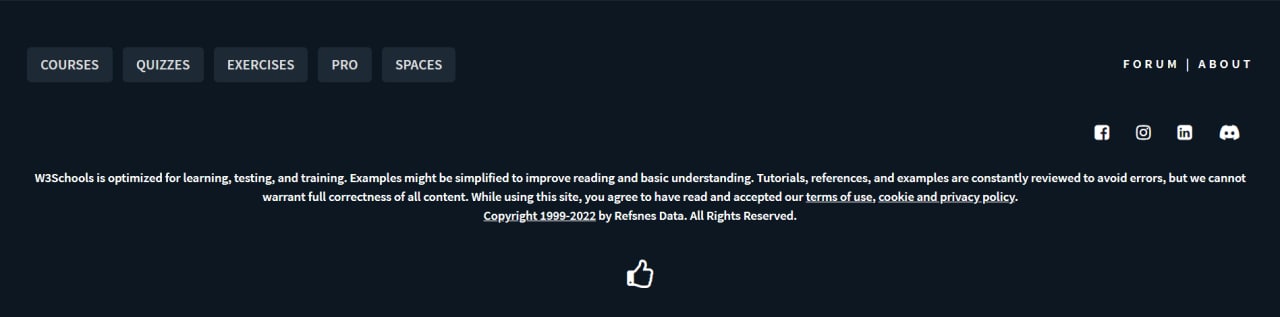 COURSES QUIZZES EXERCISES PRO SPACES FORUM | ABOUT
W3Schools is optimized for learning, testing, and training. Examples might be simplified to improve reading and basic understanding. Tutorials, references, and examples are constantly reviewed to avoid errors, but we cannot
warrant full correctness of all content. While using this site, you agree to have read and accepted our terms of use, cookie and privacy policy.
Copyright 1999-2022 by Refsnes Data. All Rights Reserved.